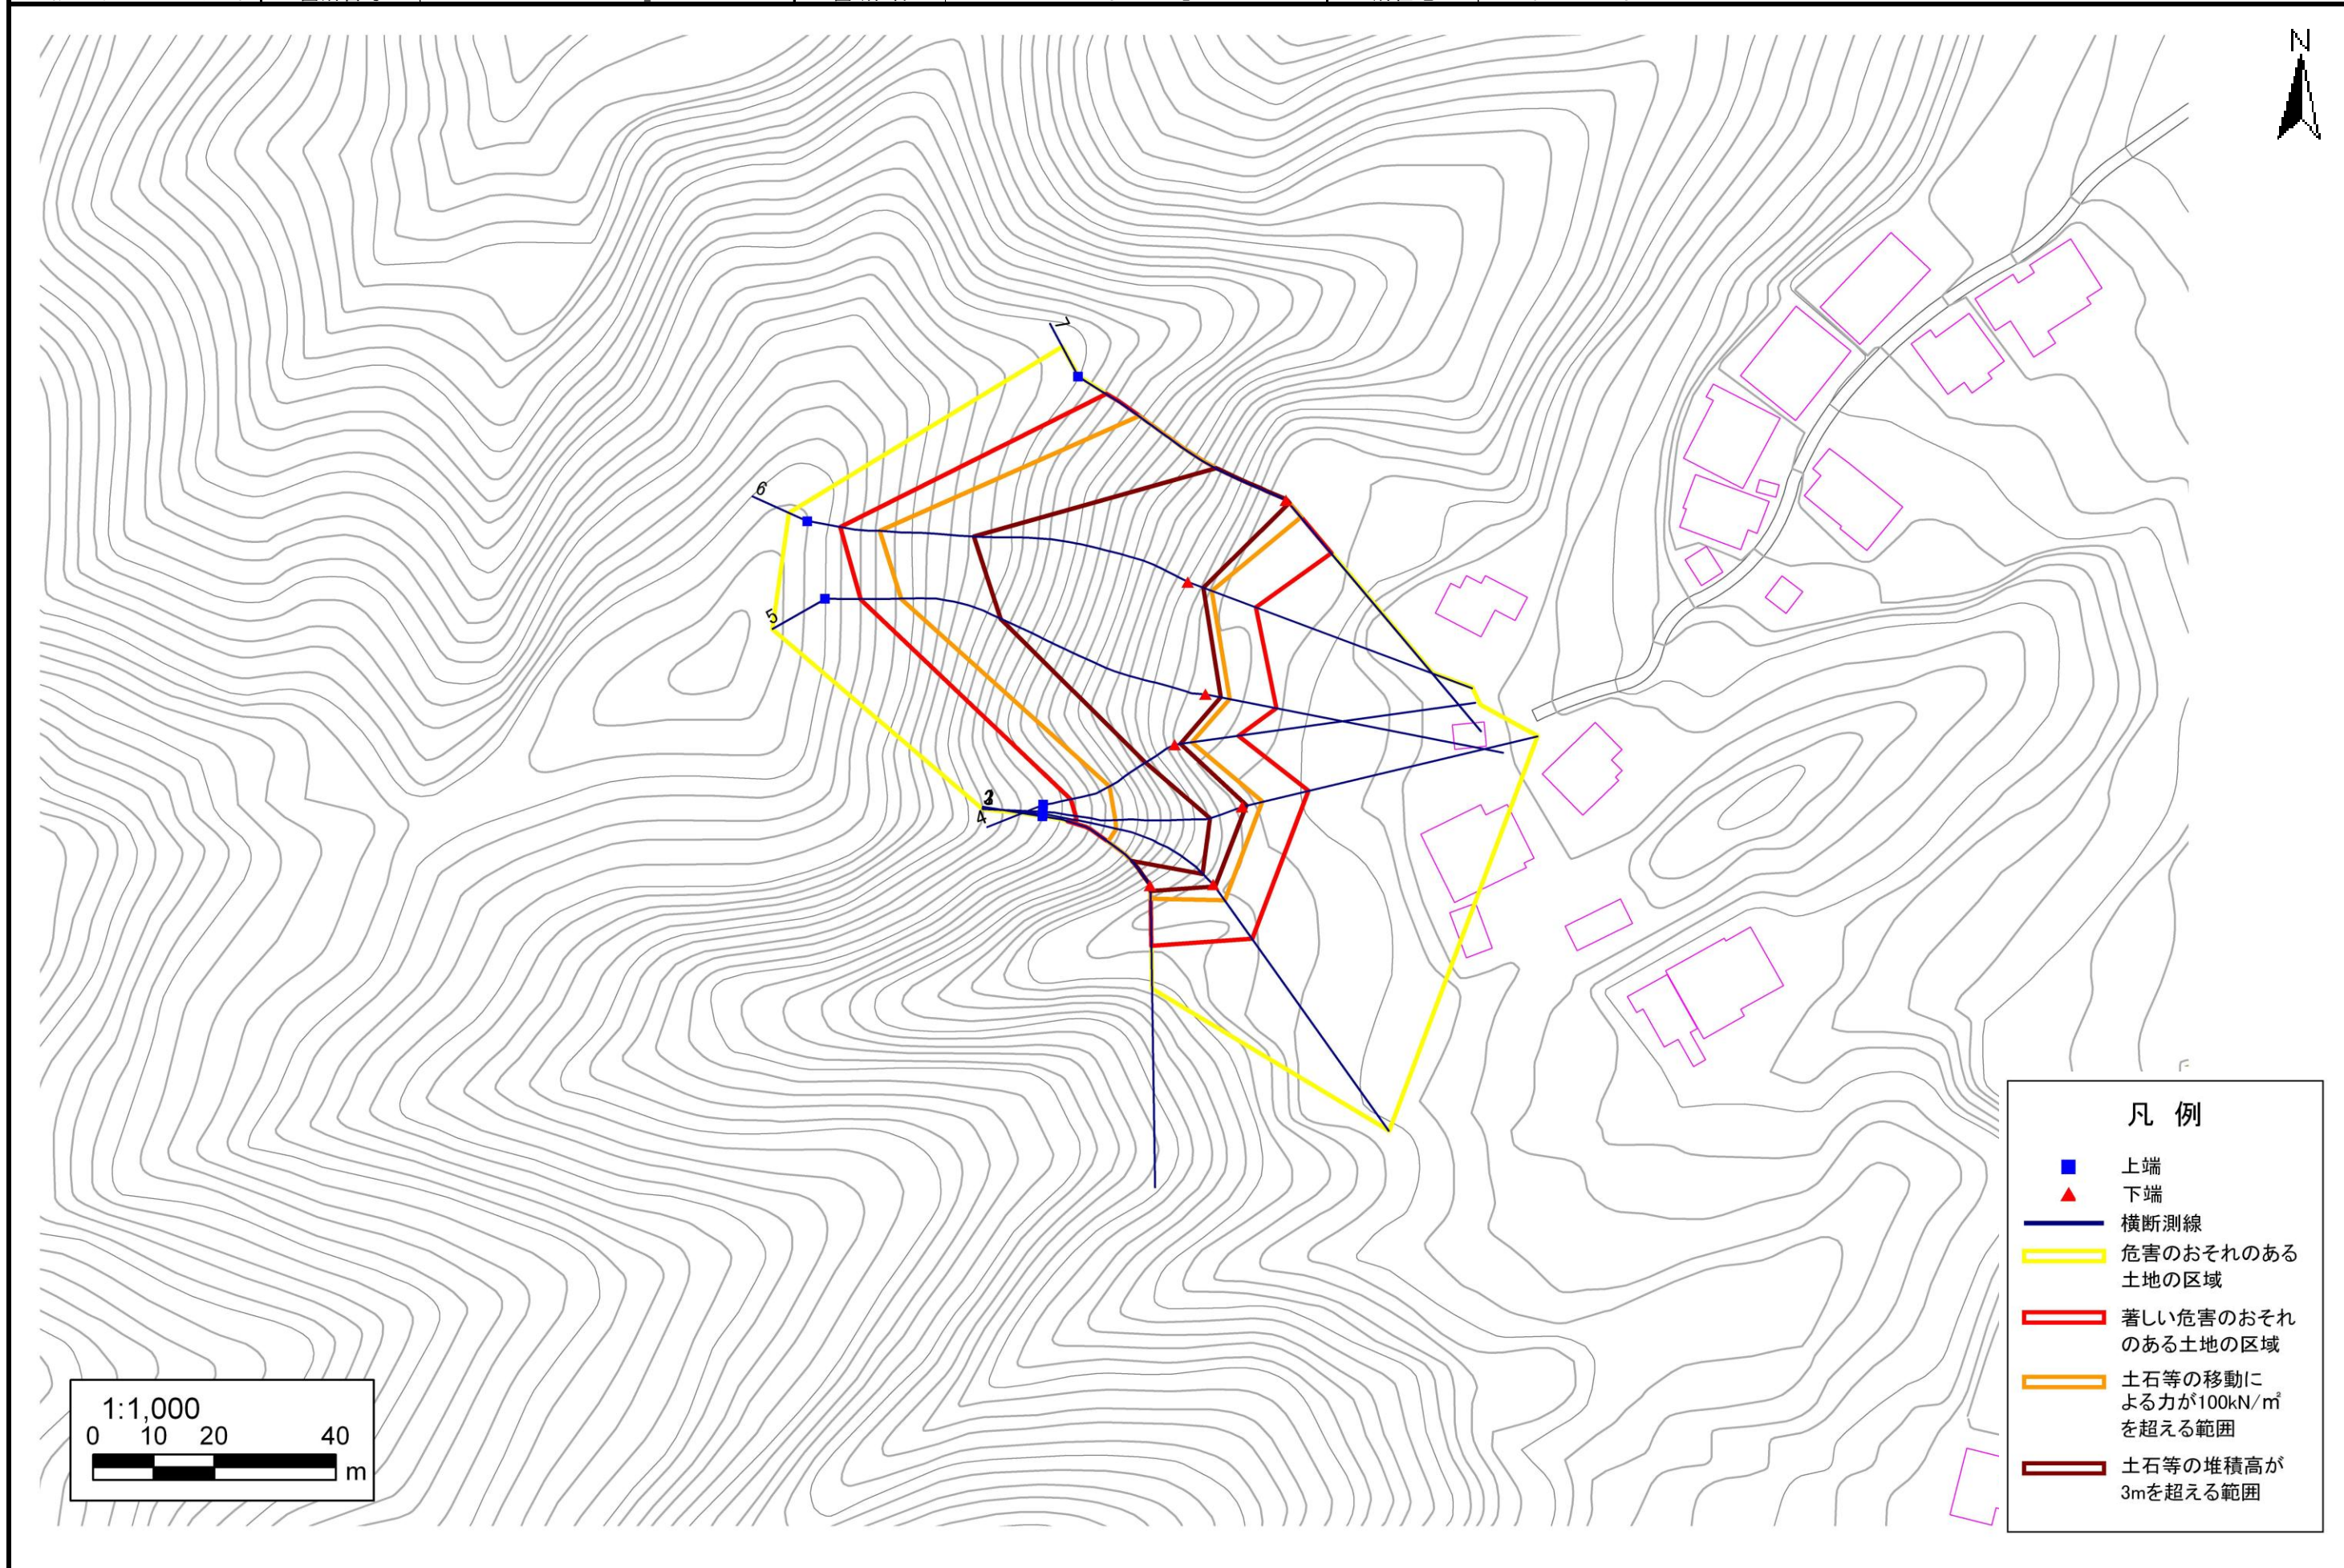 N
7
6
5
3
4
凡 例
上端
下端
横断測線
危害のおそれのある
土地の区域
著しい危害のおそれ
のある土地の区域
土石等の移動に
よる力が100kN/㎡
を超える範囲
土石等の堆積高が
3mを超える範囲
1:1,000
0 10 20 40
m